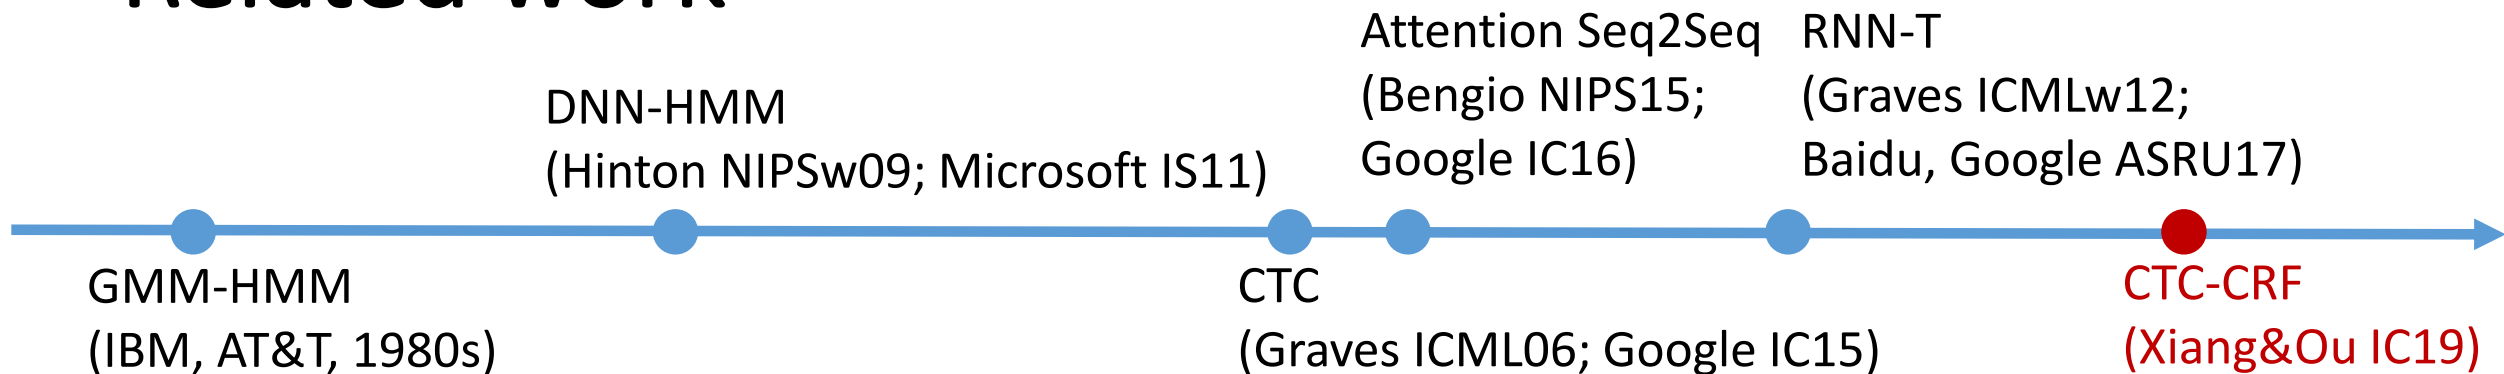 DNN-HMM
(Hinton NIPSw09; Microsoft IS11)
Attention Seq2Seq
(Bengio NIPS15;
Google IC16)
RNN-T
(Graves ICMLw12;
Baidu, Google ASRU17)
GMM-HMM
(IBM, AT&T, 1980s)
CTC
(Graves ICML06; Google IC15)
CTC-CRF
(Xiang&Ou IC19)